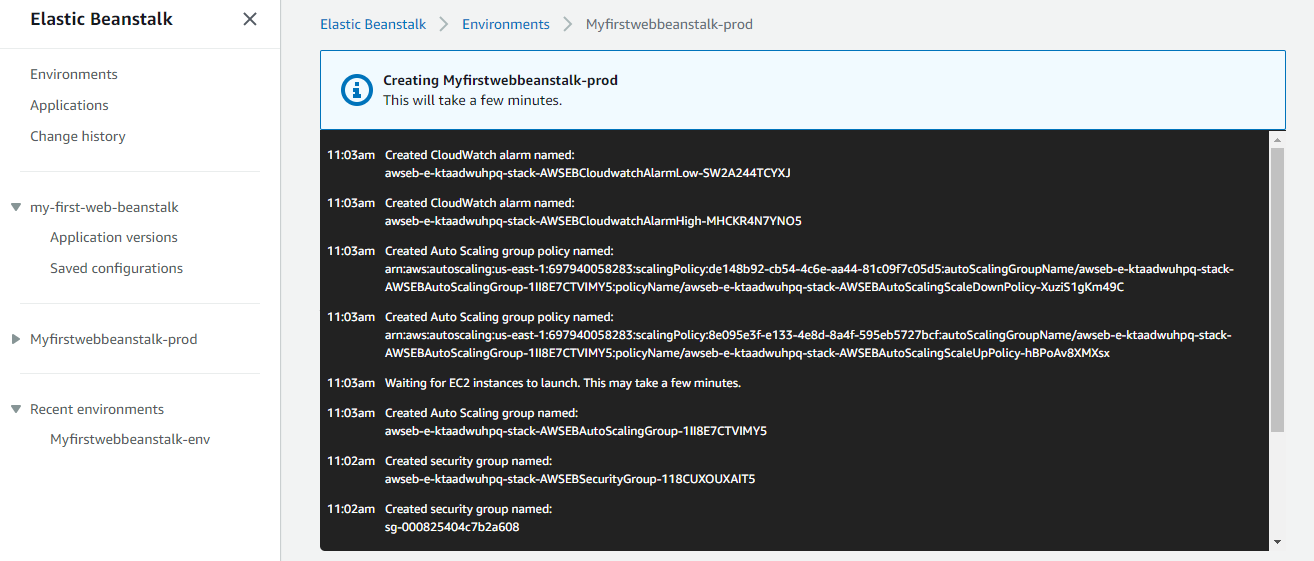 Elastic Beanstalk
Environments
Applications
Change history
my-first-web-beanstalk
Application versions
Saved configurations
Myfirstwebbeanstalk-prod
Recent environments
Myfirstwebbeanstalk-env
Elastic Beanstalk > Environments > Myfirstwebbeanstalk-prod
Creating Myfirstwebbeanstalk-prod
This will take a few minutes.
11:03am Created CloudWatch alarm named:
awseb-e-ktaadwuhpq-stack-AWSEBCloudwatchAlarmLow-SW2A244TCYXJ
11:03am Created CloudWatch alarm named:
awseb-e-ktaadwuhpq-stack-AWSEBCloudwatchAlarmHigh-MHCKR4N7YNO5
11:03am Created Auto Scaling group policy named:
arn:aws:autoscaling:us-east-1:697940058283:scalingPolicy:de148b92-cb54-4c6e-aa44-81c09f7c05d5:autoScalingGroupName/awseb-e-ktaadwuhpq-stack-
AWSEBAutoScalingGroup-1II8E7CTVIMY5:policyName/awseb-e-ktaadwuhpq-stack-AWSEBAutoScalingScaleDownPolicy-XuziS1gKm49C
11:03am Created Auto Scaling group policy named:
arn:aws:autoscaling:us-east-1:697940058283:scalingPolicy:8e095e3f-e133-4e8d-8a4f-595eb5727bcf:autoScalingGroupName/awseb-e-ktaadwuhpq-stack-
AWSEBAutoScalingGroup-1II8E7CTVIMY5:policyName/awseb-e-ktaadwuhpq-stack-AWSEBAutoScalingScaleUpPolicy-hBPoAv8XMXsx
11:03am Waiting for EC2 instances to launch. This may take a few minutes.
11:03am Created Auto Scaling group named:
awseb-e-ktaadwuhpq-stack-AWSEBAutoScalingGroup-1II8E7CTVIMY5
11:02am Created security group named:
awseb-e-ktaadwuhpq-stack-AWSEBSecurityGroup-118CUXOUXAIT5
11:02am Created security group named:
sg-000825404c7b2a608